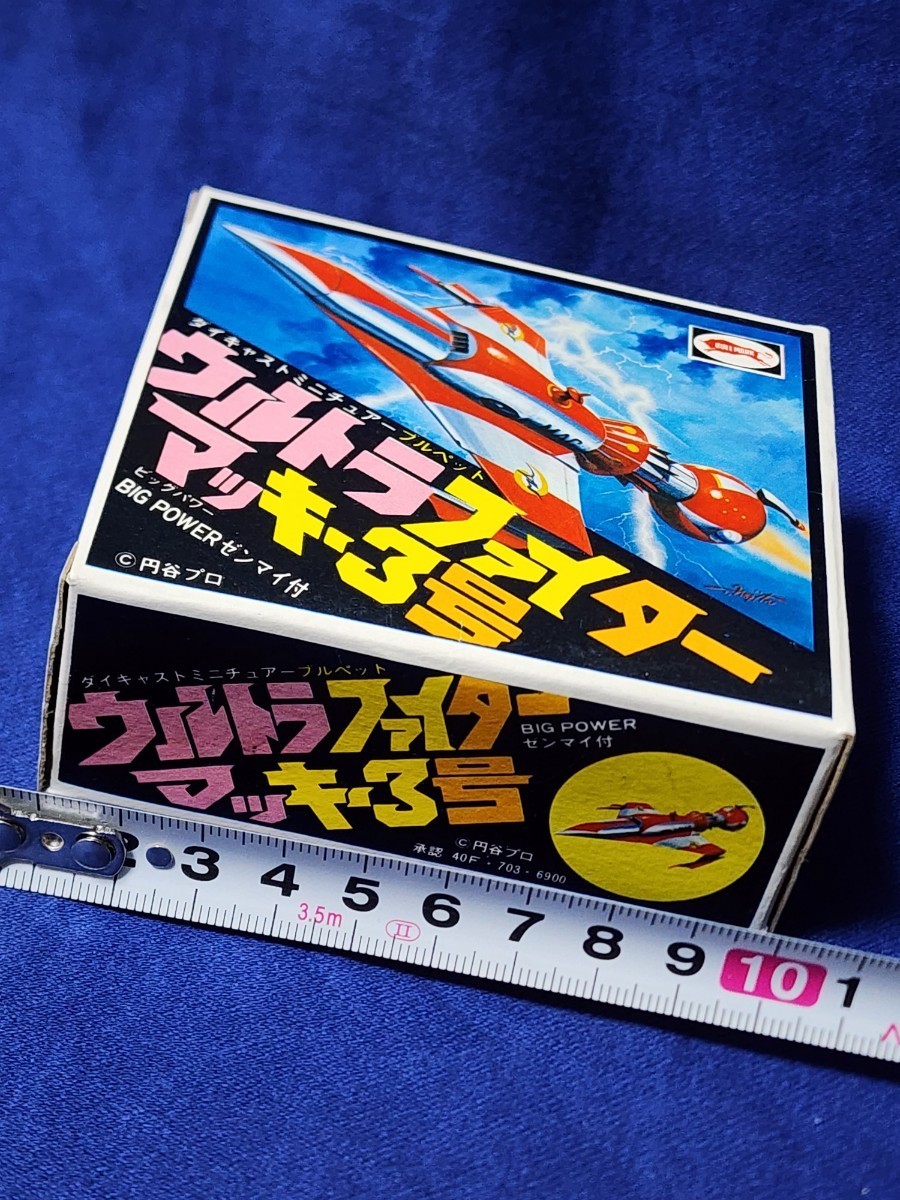 ダイキャストミニチュアーブルペット
ウルトラファイター
マッキー3号
ビックパワー
BIG POWERゼンマイ付
©円谷プロ
MAC
ダイキャストミニチュアーブルペット
ウルトラファイター
マッキー3号
BIG POWER
ゼンマイ付
©円谷プロ
承認 40F・703・6900
2 3 4 5 6 7 8 9 10 1
3.5m
II